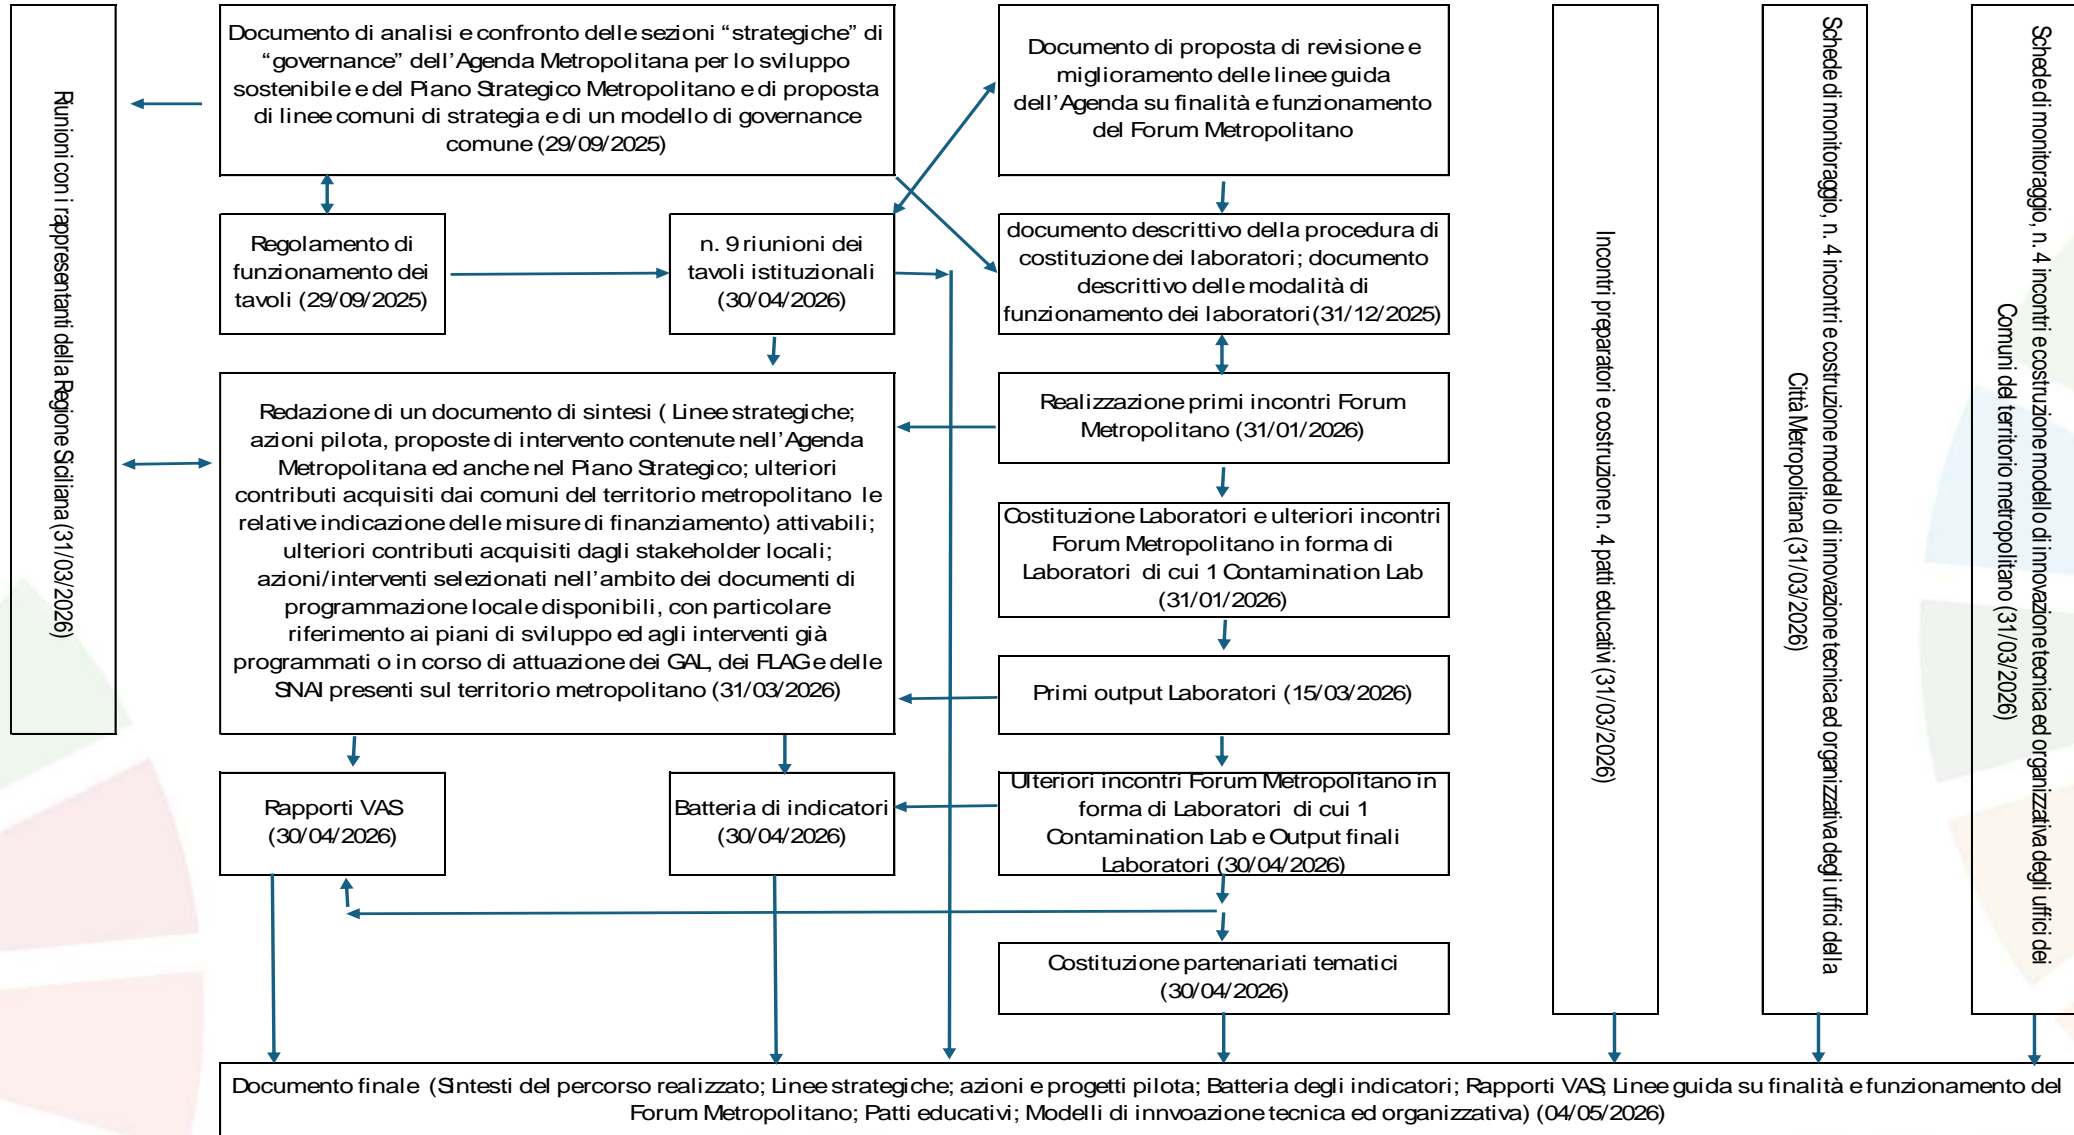 Riunioni con i rappresentanti della Regione Siciliana (31/03/2026)
Documento di analisi e confronto delle sezioni “strategiche” di
“governance” dell’Agenda Metropolitana per lo sviluppo
sostenibile e del Piano Strategico Metropolitano e di proposta
di linee comuni di strategia e di un modello di governance
comune (29/09/2025)
Documento di proposta di revisione e
miglioramento delle linee guida
dell’Agenda su finalità e funzionamento
del Forum Metropolitano
Regolamento di
funzionamento dei
tavoli (29/09/2025)
n. 9 riunioni dei
tavoli istituzionali
(30/04/2026)
documento descrittivo della procedura di
costituzione dei laboratori; documento
descrittivo delle modalità di
funzionamento dei laboratori (31/12/2025)
Redazione di un documento di sintesi ( Linee strategiche;
azioni pilota, proposte di intervento contenute nell’Agenda
Metropolitana ed anche nel Piano Strategico; ulteriori
contributi acquisiti dai comuni del territorio metropolitano le
relative indicazione delle misure di finanziamento) attivabili;
ulteriori contributi acquisiti dagli stakeholder locali;
azioni/interventi selezionati nell’ambito dei documenti di
programmazione locale disponibili, con particolare
riferimento ai piani di sviluppo ed agli interventi già
programmati o in corso di attuazione dei GAL, dei FLAG e delle
SNAI presenti sul territorio metropolitano (31/03/2026)
Realizzazione primi incontri Forum
Metropolitano (31/01/2026)
Costituzione Laboratori e ulteriori incontri
Forum Metropolitano in forma di
Laboratori di cui 1 Contamination Lab
(31/01/2026)
Primi output Laboratori (15/03/2026)
Rapporti VAS
(30/04/2026)
Batteria di indicatori
(30/04/2026)
Ulteriori incontri Forum Metropolitano in
forma di Laboratori di cui 1
Contamination Lab e Output finali
Laboratori (30/04/2026)
Costituzione partenariati tematici
(30/04/2026)
Incontri preparatori e costruzione n. 4 patti educativi (31/03/2026)
Schede di monitoraggio, n. 4 incontri e costruzione modello di innovazione tecnica ed organizzativa degli uffici della
Città Metropolitana (31/03/2026)
Schede di monitoraggio, n. 4 incontri e costruzione modello di innovazione tecnica ed organizzativa degli uffici dei
Comuni del territorio metropolitano (31/03/2026)
Documento finale (Sintesti del percorso realizzato; Linee strategiche; azioni e progetti pilota; Batteria degli indicatori; Rapporti VAS; Linee guida su finalità e funzionamento del
Forum Metropolitano; Patti educativi; Modelli di innvoazione tecnica ed organizzativa) (04/05/2026)